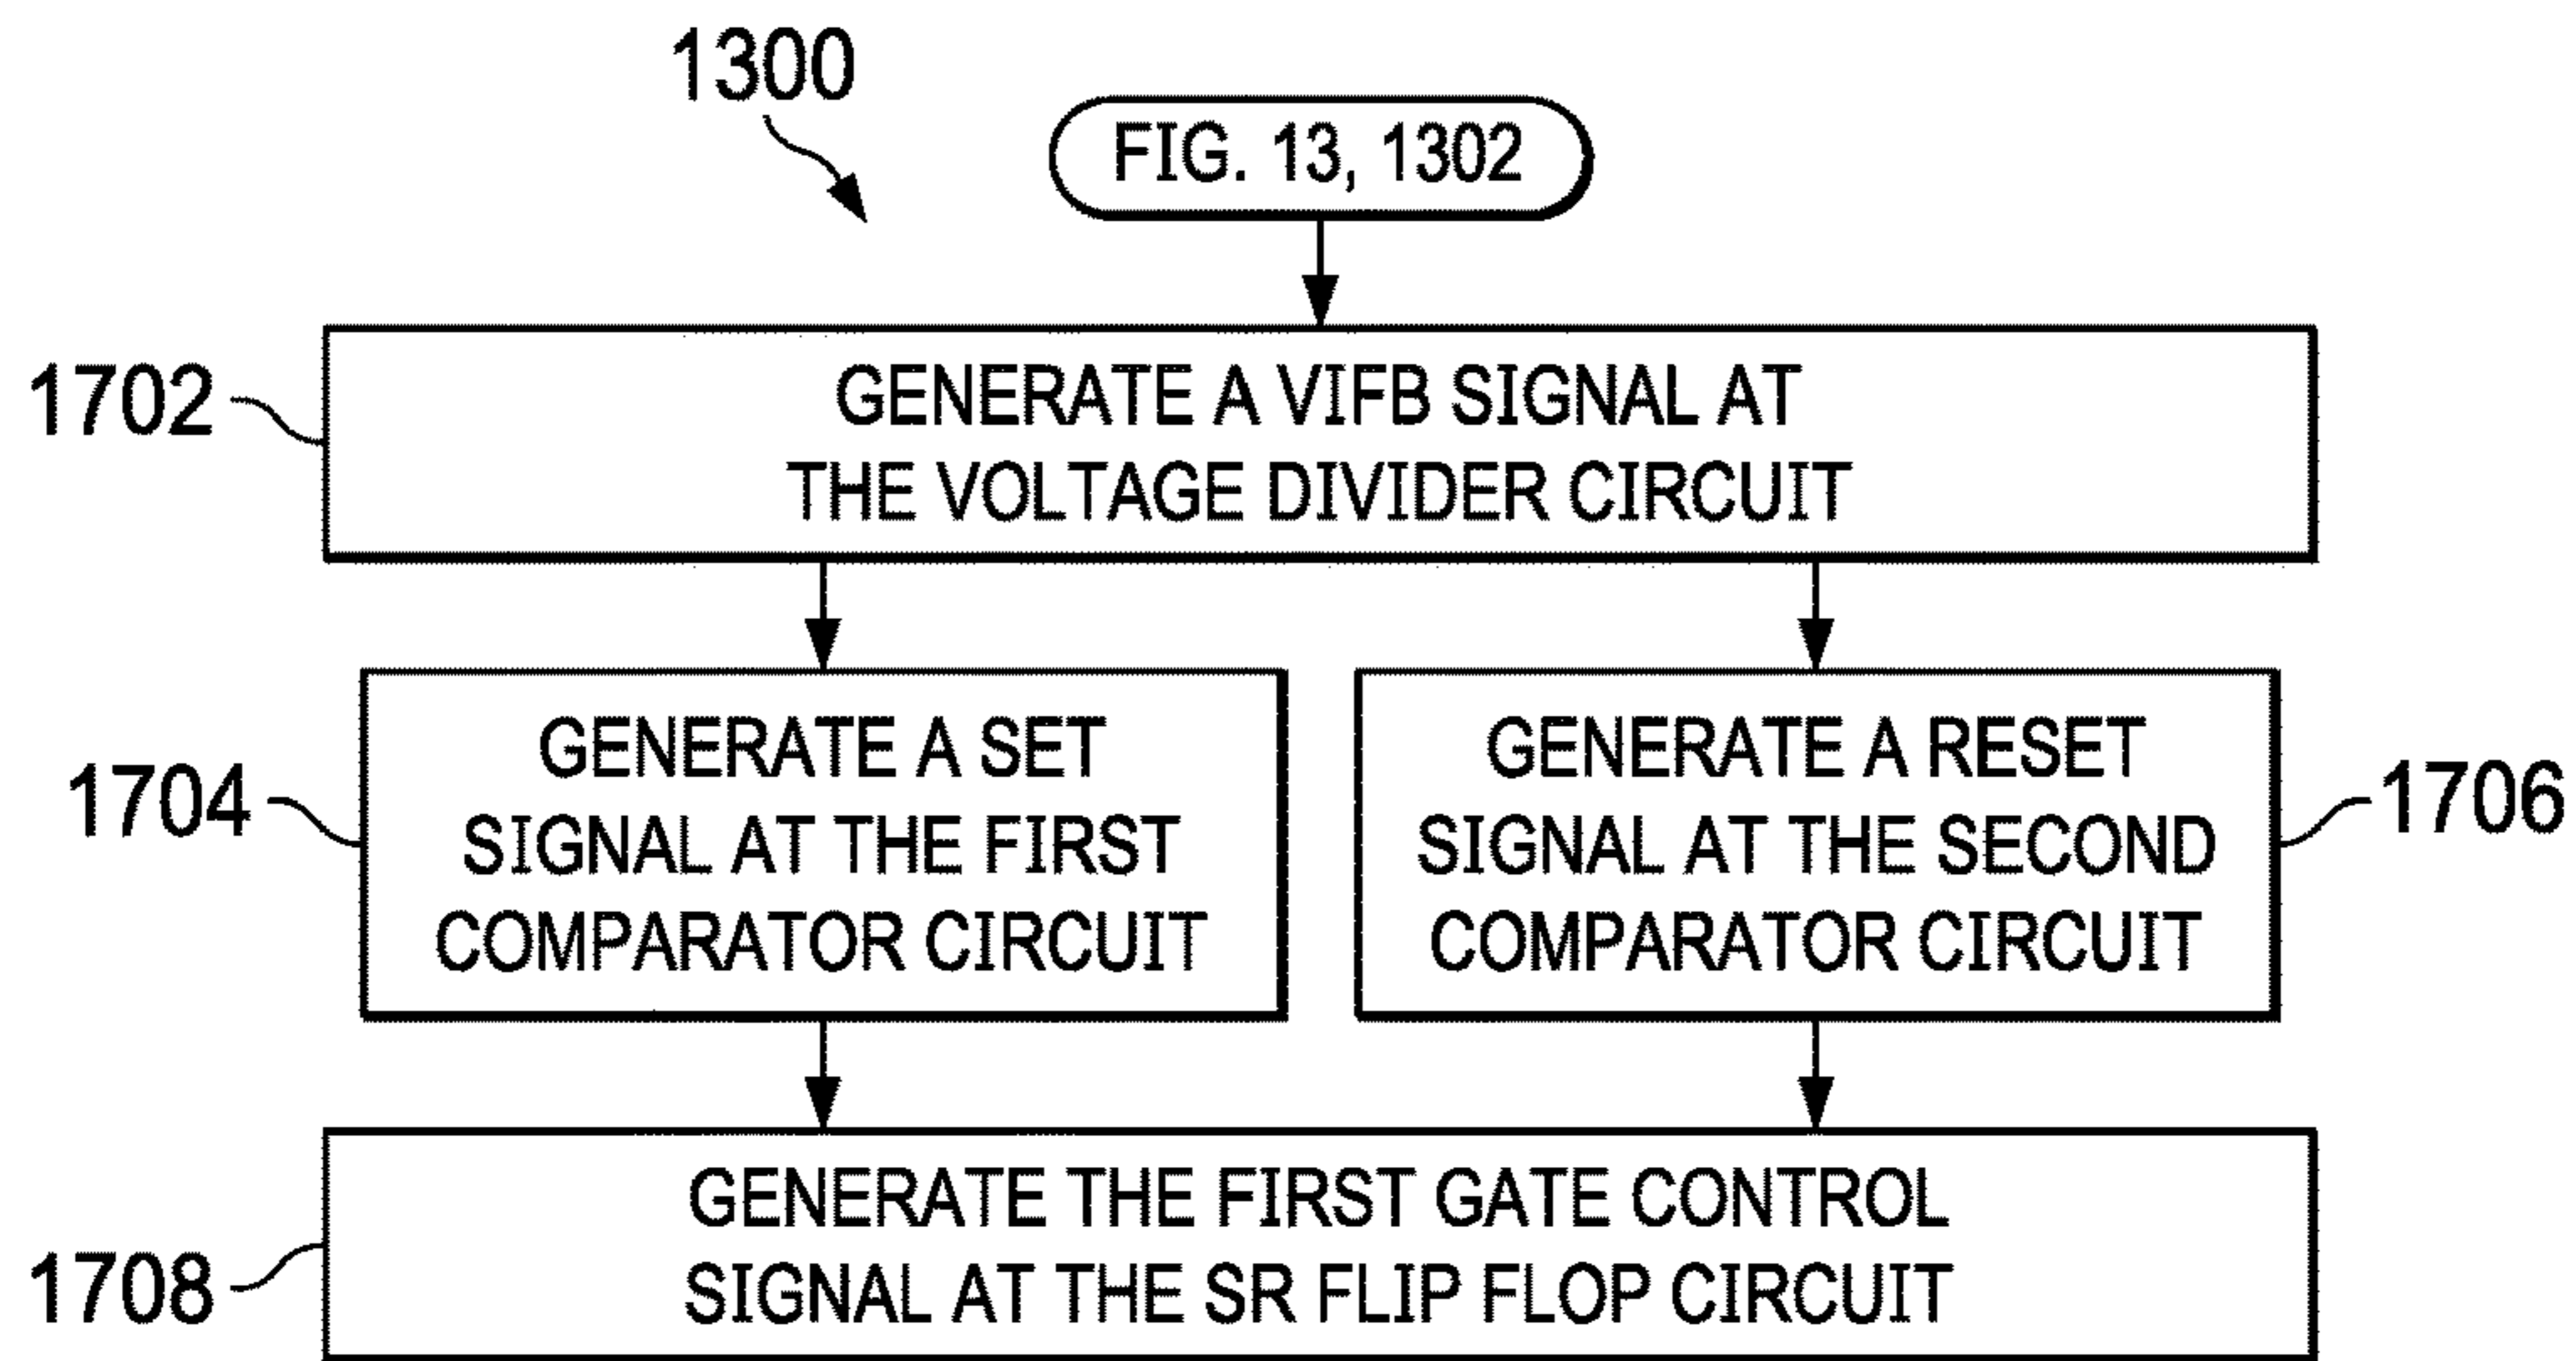 1300
FIG. 13, 1302
1702
GENERATE A VIFB SIGNAL AT
THE VOLTAGE DIVIDER CIRCUIT
1704
GENERATE A SET
SIGNAL AT THE FIRST
COMPARATOR CIRCUIT
GENERATE A RESET
SIGNAL AT THE SECOND
COMPARATOR CIRCUIT
1706
GENERATE THE FIRST GATE CONTROL
SIGNAL AT THE SR FLIP FLOP CIRCUIT
1708